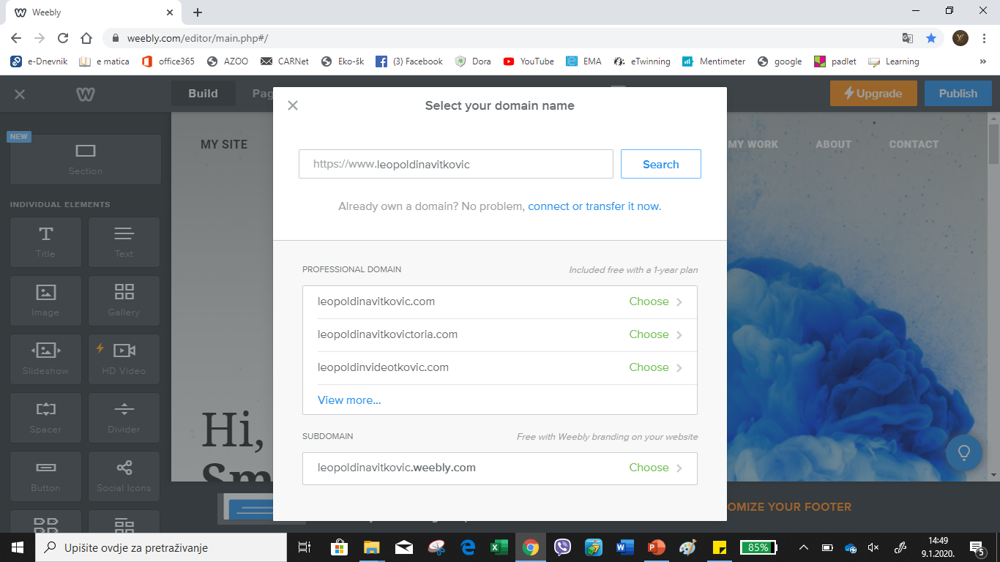 Weebly
weebly.com/editor/main.php#/
e-Dnevnik e matica office365 AZOO CARNet Eko-šk (3) Facebook Dora YouTube EMA eTwinning Mentimeter google padlet Learning »
Build
Select your domain name
Upgrade Publish
NEW
Section
MY SITE
MY WORK ABOUT CONTACT
https://www.leopoldinavitkovic Search
Already own a domain? No problem, connect or transfer it now.
INDIVIDUAL ELEMENTS
Title Text
Image Gallery
Slideshow HD Video
Spacer Divider
Button Social Icons
PROFESSIONAL DOMAIN Included free with a 1-year plan
leopoldinavitkovic.com Choose
leopoldinavitkovictoria.com Choose
leopoldinvideotkovic.com Choose
View more...
SUBDOMAIN Free with Weebly branding on your website
leopoldinavitkovic.weebly.com Choose
Hi,
Sm
OMIZE YOUR FOOTER
Upišite ovdje za pretraživanje
85%
14:49
9.1.2020.
5